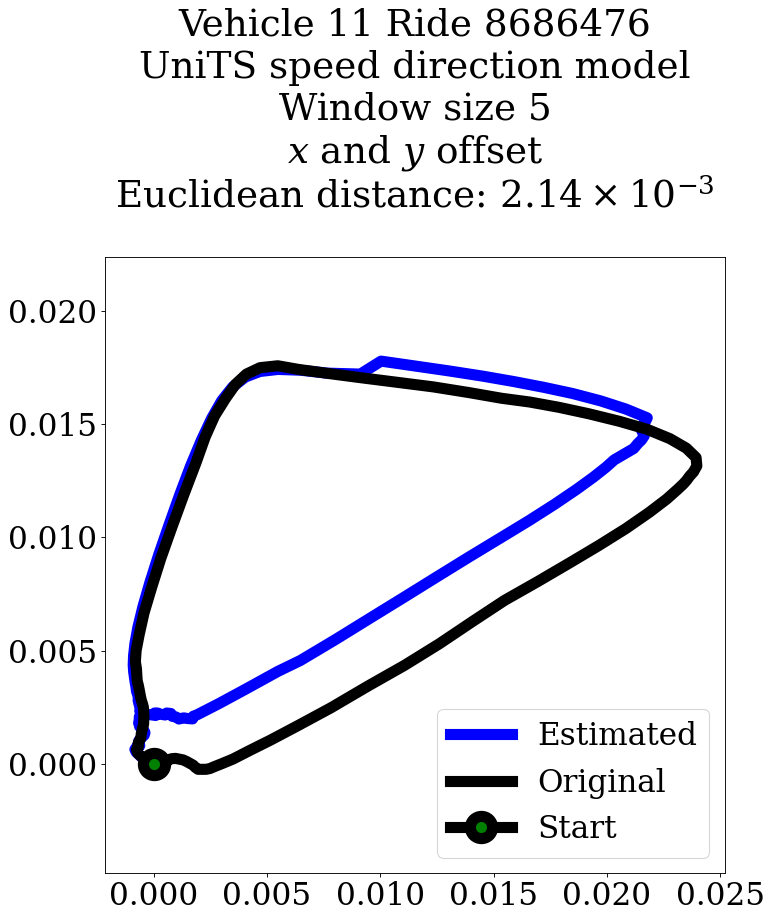 Vehicle 11 Ride 8686476
UniTS speed direction model
Window size 5
x and y offset
Euclidean distance: 2.14 × 10⁻³
0.020
0.015
0.010
0.005
0.000
Estimated
Original
Start
0.000 0.005 0.010 0.015 0.020 0.025